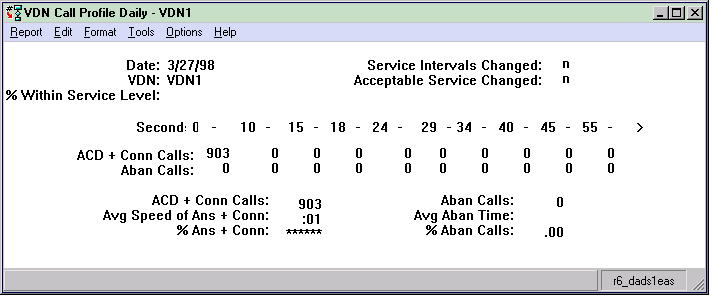 VDN Call Profile Daily - VDN1
Report Edit Format Tools Options Help
Date: 3/27/98 Service Intervals Changed: n
VDN: VDN1 Acceptable Service Changed: n
% Within Service Level:
Second: 0 - 10 - 15 - 18 - 24 - 29 - 34 - 40 - 45 - 55 - >
ACD + Conn Calls: 903 0 0 0 0 0 0 0 0 0
Aban Calls: 0 0 0 0 0 0 0 0 0 0
ACD + Conn Calls: 903 Aban Calls: 0
Avg Speed of Ans + Conn: :01 Avg Aban Time:
% Ans + Conn: ****** % Aban Calls: .00
r6_dads1eas